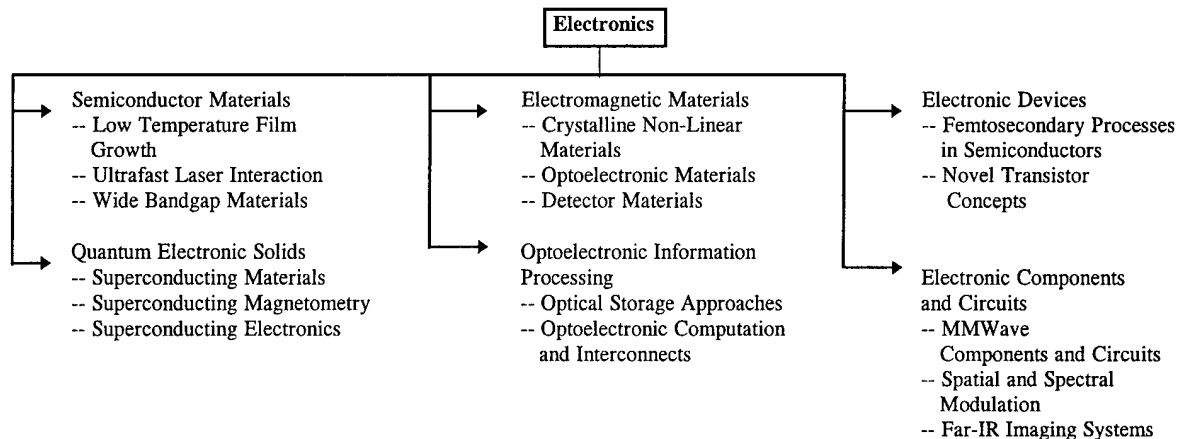 Electronics
Semiconductor Materials
-- Low Temperature Film
Growth
-- Ultrafast Laser Interaction
-- Wide Bandgap Materials
Quantum Electronic Solids
-- Superconducting Materials
-- Superconducting Magnetometry
-- Superconducting Electronics
Electromagnetic Materials
-- Crystalline Non-Linear
Materials
-- Optoelectronic Materials
-- Detector Materials
Optoelectronic Information
Processing
-- Optical Storage Approaches
-- Optoelectronic Computation
and Interconnects
Electronic Devices
-- Femtosecondary Processes
in Semiconductors
-- Novel Transistor
Concepts
Electronic Components
and Circuits
-- MMWave
Components and Circuits
-- Spatial and Spectral
Modulation
-- Far-IR Imaging Systems